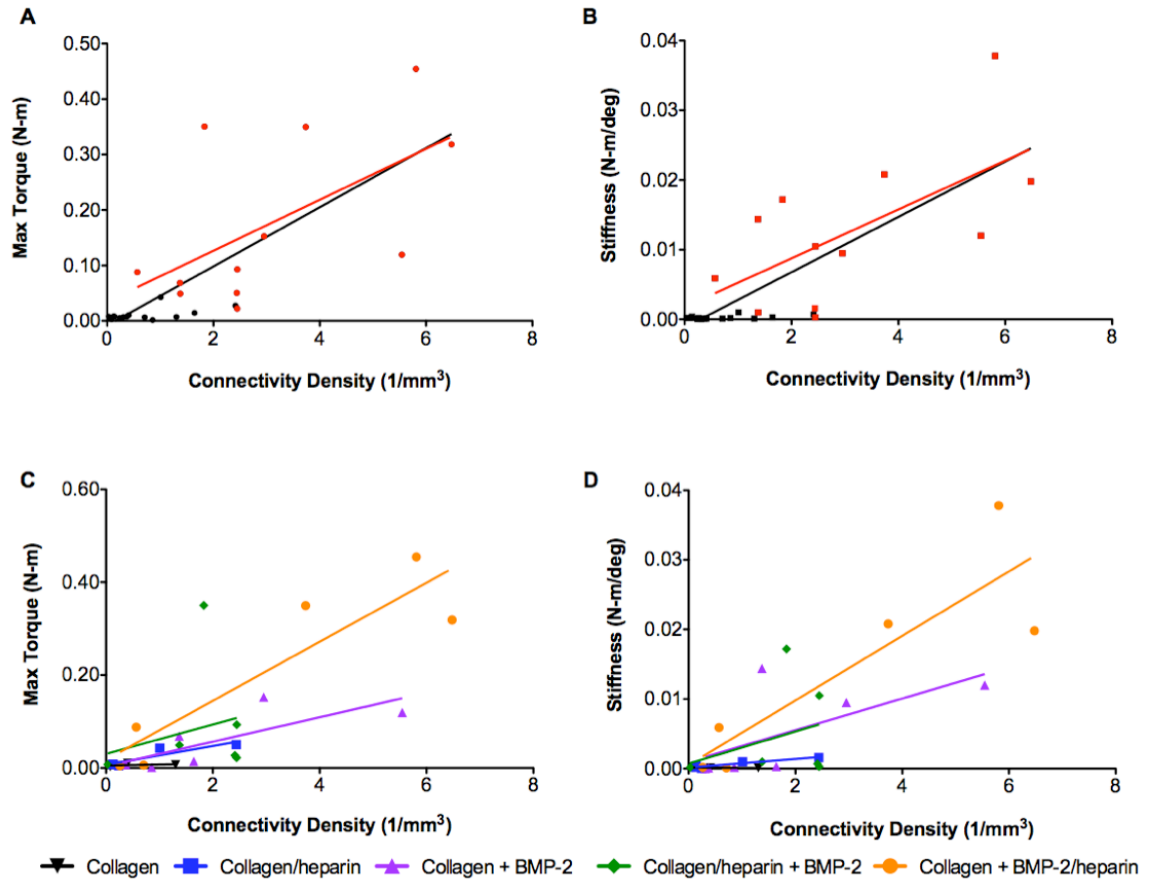 A
Max Torque (N-m)
0.50
0.40
0.30
0.20
0.10
0.00
0 2 4 6 8
Connectivity Density (1/mm³)
B
Stiffness (N-m/deg)
0.04
0.03
0.02
0.01
0.00
0 2 4 6 8
Connectivity Density (1/mm³)
C
Max Torque (N-m)
0.60
0.40
0.20
0.00
0 2 4 6 8
Connectivity Density (1/mm³)
D
Stiffness (N-m/deg)
0.04
0.03
0.02
0.01
0.00
0 2 4 6 8
Connectivity Density (1/mm³)
Collagen Collagen/heparin Collagen + BMP-2 Collagen/heparin + BMP-2 Collagen + BMP-2/heparin